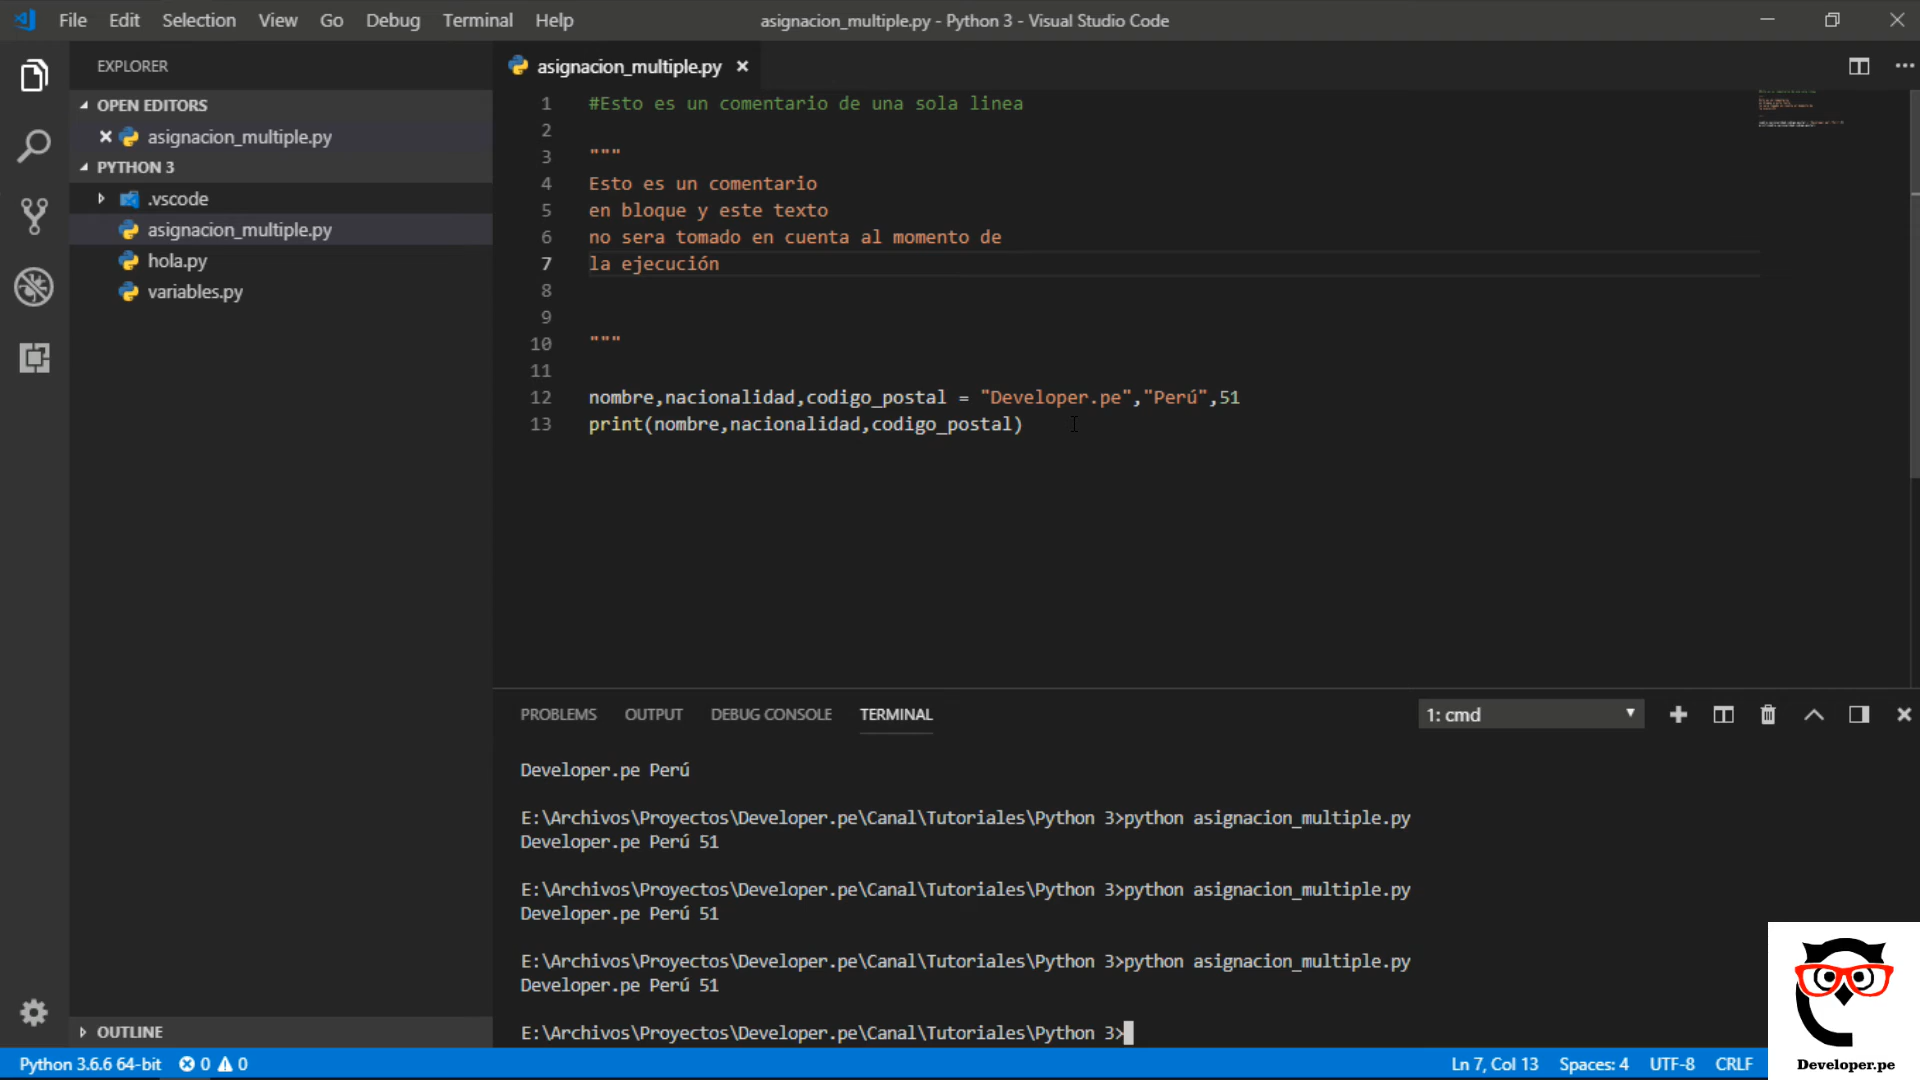 File Edit Selection View Go Debug Terminal Help
asignacion_multiple.py - Python 3 - Visual Studio Code
EXPLORER
OPEN EDITORS
asignacion_multiple.py
PYTHON 3
.vscode
asignacion_multiple.py
hola.py
variables.py
OUTLINE
asignacion_multiple.py
1 #Esto es un comentario de una sola linea
2
3 """
4 Esto es un comentario
5 en bloque y este texto
6 no sera tomado en cuenta al momento de
7 la ejecución
8
9
10 """
11
12 nombre,nacionalidad,codigo_postal = "Developer.pe","Perú",51
13 print(nombre,nacionalidad,codigo_postal)
PROBLEMS OUTPUT DEBUG CONSOLE TERMINAL
1: cmd
Developer.pe Perú
E:\Archivos\Proyectos\Developer.pe\Canal\Tutoriales\Python 3>python asignacion_multiple.py
Developer.pe Perú 51
E:\Archivos\Proyectos\Developer.pe\Canal\Tutoriales\Python 3>python asignacion_multiple.py
Developer.pe Perú 51
E:\Archivos\Proyectos\Developer.pe\Canal\Tutoriales\Python 3>python asignacion_multiple.py
Developer.pe Perú 51
E:\Archivos\Proyectos\Developer.pe\Canal\Tutoriales\Python 3>
Python 3.6.6 64-bit 0 0
Ln 7, Col 13 Spaces: 4 UTF-8 CRLF
Developer.pe